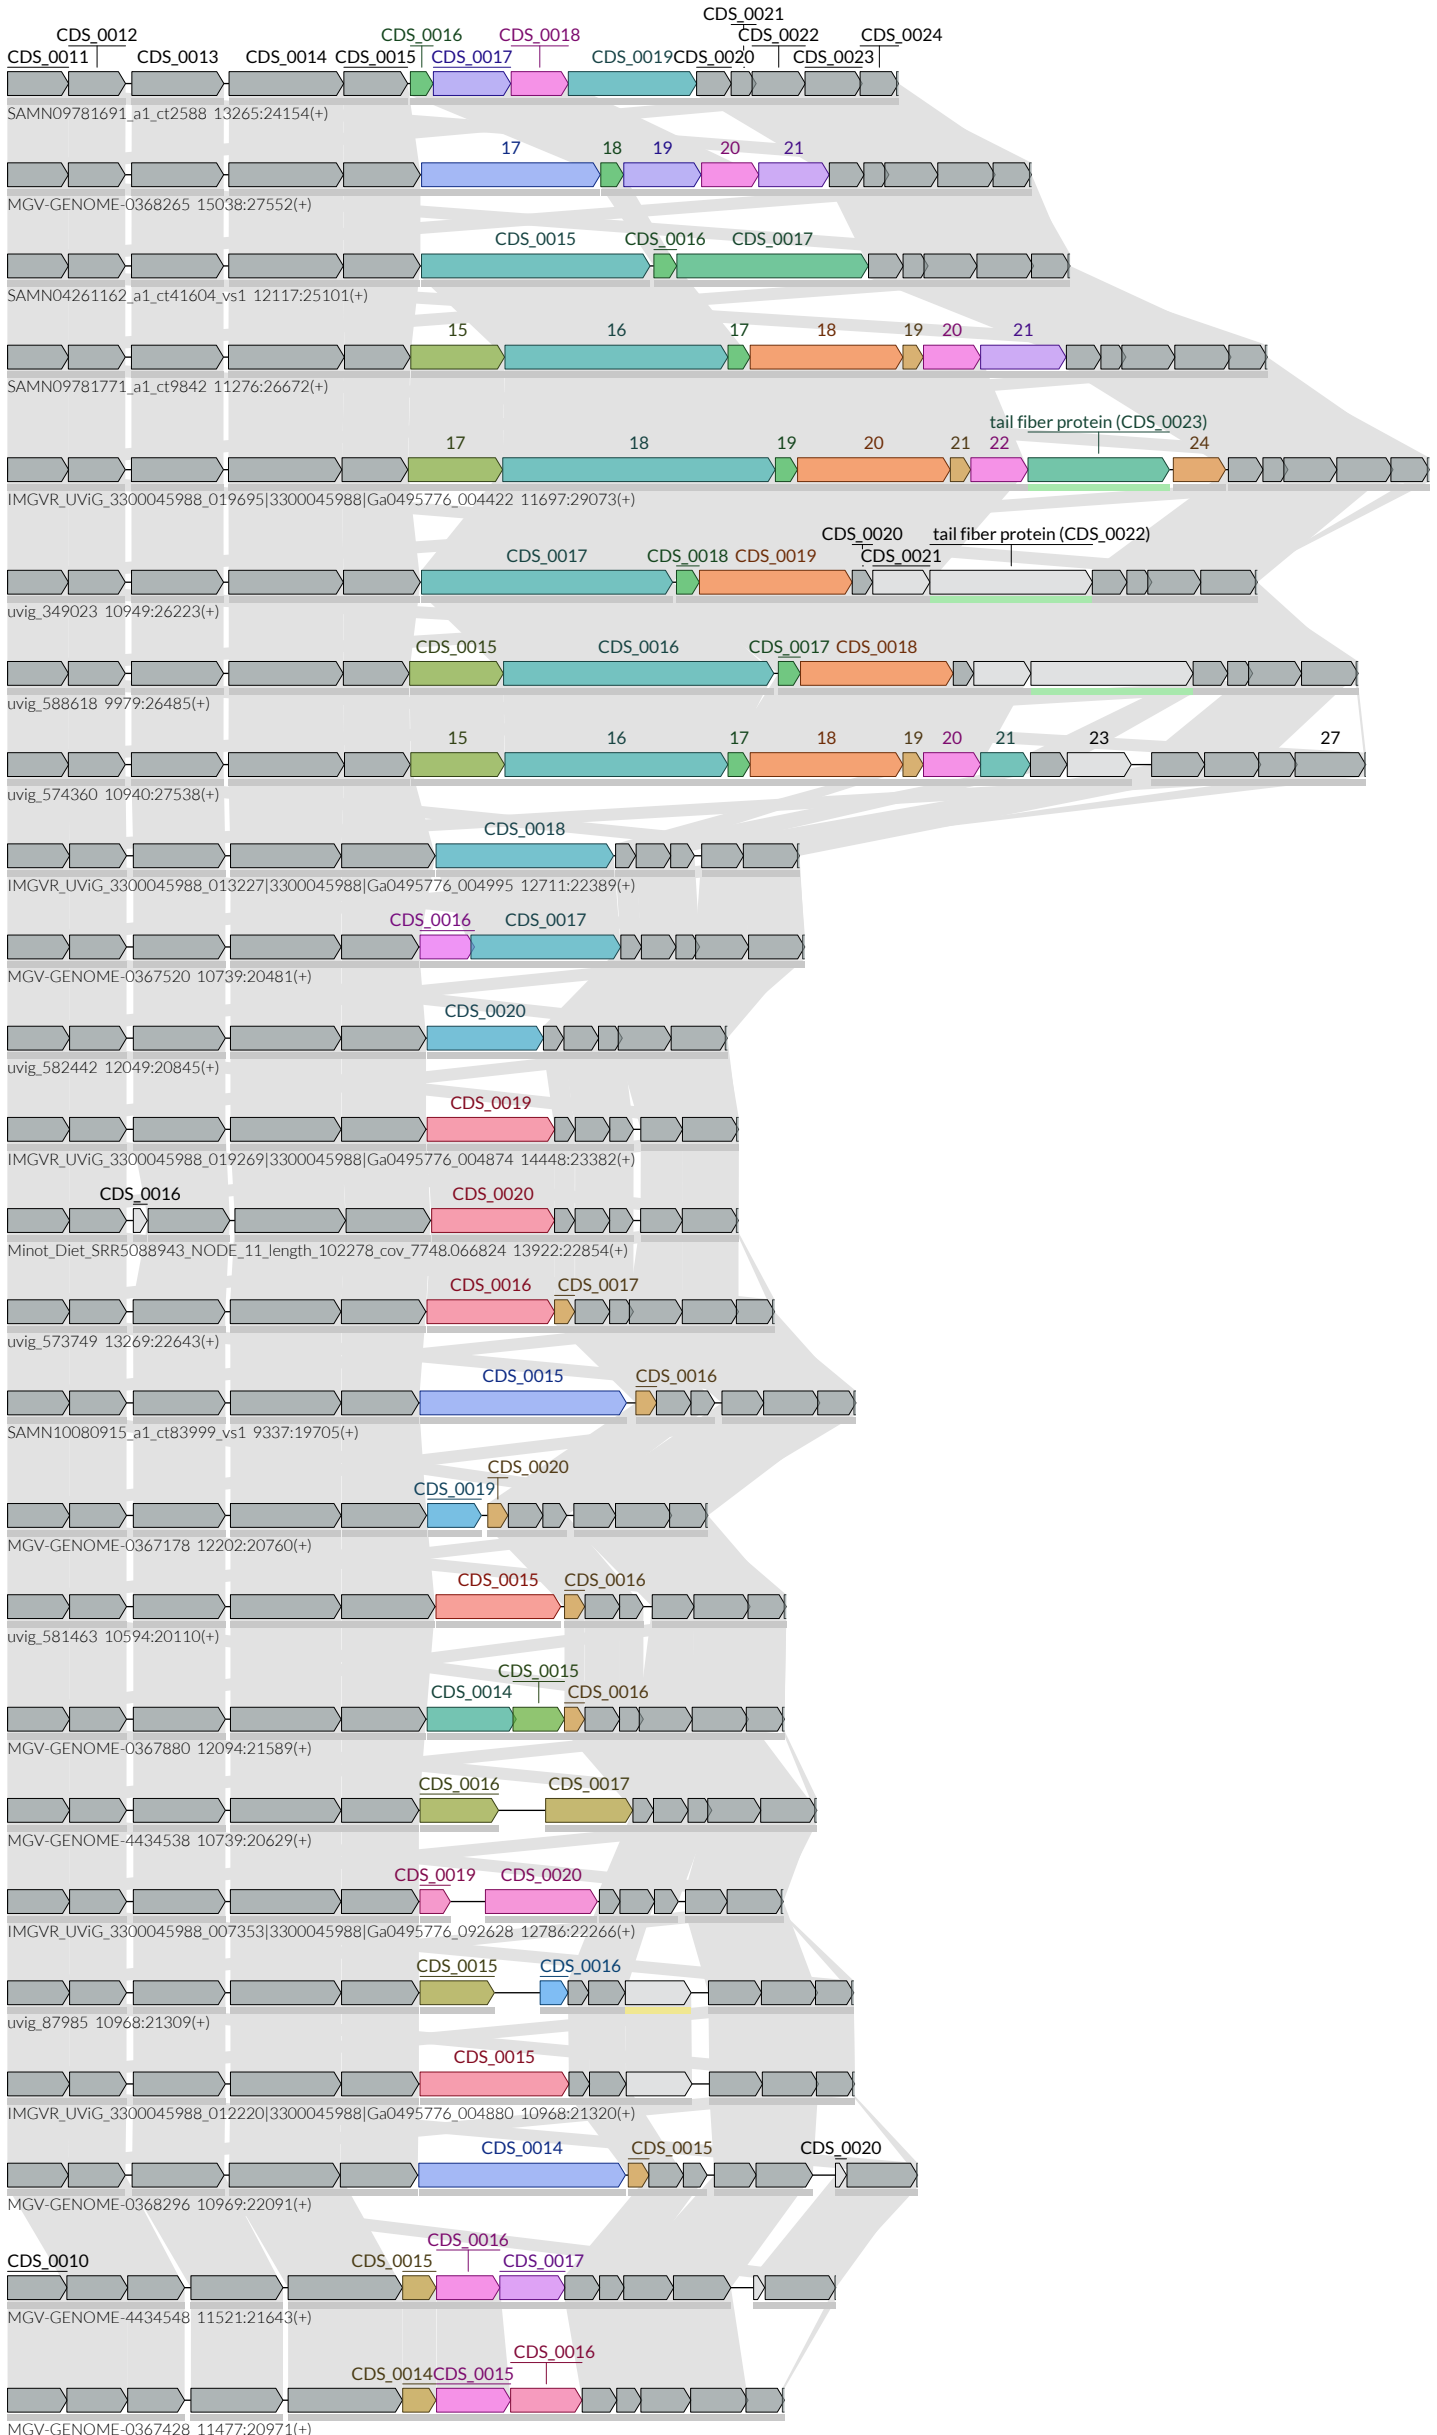 CDS_0021
CDS_0012 CDS_0016 CDS_0018 CDS_0022 CDS_0024
CDS_0011 CDS_0013 CDS_0014 CDS_0015 CDS_0017 CDS_0019 CDS_0020 CDS_0023
SAMN09781691_a1_ct2588 13265:24154(+)
17 18 19 20 21
MGV-GENOME-0368265 15038:27552(+)
CDS_0015 CDS_0016 CDS_0017
SAMN04261162_a1_ct41604_vs1 12117:25101(+)
15 16 17 18 19 20 21
SAMN09781771_a1_ct9842 11276:26672(+)
tail fiber protein (CDS_0023)
17 18 19 20 21 22 24
IMGVR_UViG_3300045988_019695|3300045988|Ga0495776_004422 11697:29073(+)
CDS_0020 tail fiber protein (CDS_0022)
CDS_0017 CDS_0018 CDS_0019 CDS_0021
uvig_349023 10949:26223(+)
CDS_0015 CDS_0016 CDS_0017 CDS_0018
uvig_588618 9979:26485(+)
15 16 17 18 19 20 21 23 27
uvig_574360 10940:27538(+)
CDS_0018
IMGVR_UViG_3300045988_013227|3300045988|Ga0495776_004995 12711:22389(+)
CDS_0016 CDS_0017
MGV-GENOME-0367520 10739:20481(+)
CDS_0020
uvig_582442 12049:20845(+)
CDS_0019
IMGVR_UViG_3300045988_019269|3300045988|Ga0495776_004874 14448:23382(+)
CDS_0016 CDS_0020
Minot_Diet_SRR5088943_NODE_11_length_102278_cov_7748.066824 13922:22854(+)
CDS_0016 CDS_0017
uvig_573749 13269:22643(+)
CDS_0015 CDS_0016
SAMN10080915_a1_ct83999_vs1 9337:19705(+)
CDS_0020
CDS_0019
MGV-GENOME-0367178 12202:20760(+)
CDS_0015 CDS_0016
uvig_581463 10594:20110(+)
CDS_0015
CDS_0014 CDS_0016
MGV-GENOME-0367880 12094:21589(+)
CDS_0016 CDS_0017
MGV-GENOME-4434538 10739:20629(+)
CDS_0019 CDS_0020
IMGVR_UViG_3300045988_007353|3300045988|Ga0495776_092628 12786:22266(+)
CDS_0015 CDS_0016
uvig_87985 10968:21309(+)
CDS_0015
IMGVR_UViG_3300045988_012220|3300045988|Ga0495776_004880 10968:21320(+)
CDS_0014 CDS_0015 CDS_0020
MGV-GENOME-0368296 10969:22091(+)
CDS_0016
CDS_0010 CDS_0015 CDS_0017
MGV-GENOME-4434548 11521:21643(+)
CDS_0016
CDS_0014 CDS_0015
MGV-GENOME-0367428 11477:20971(+)